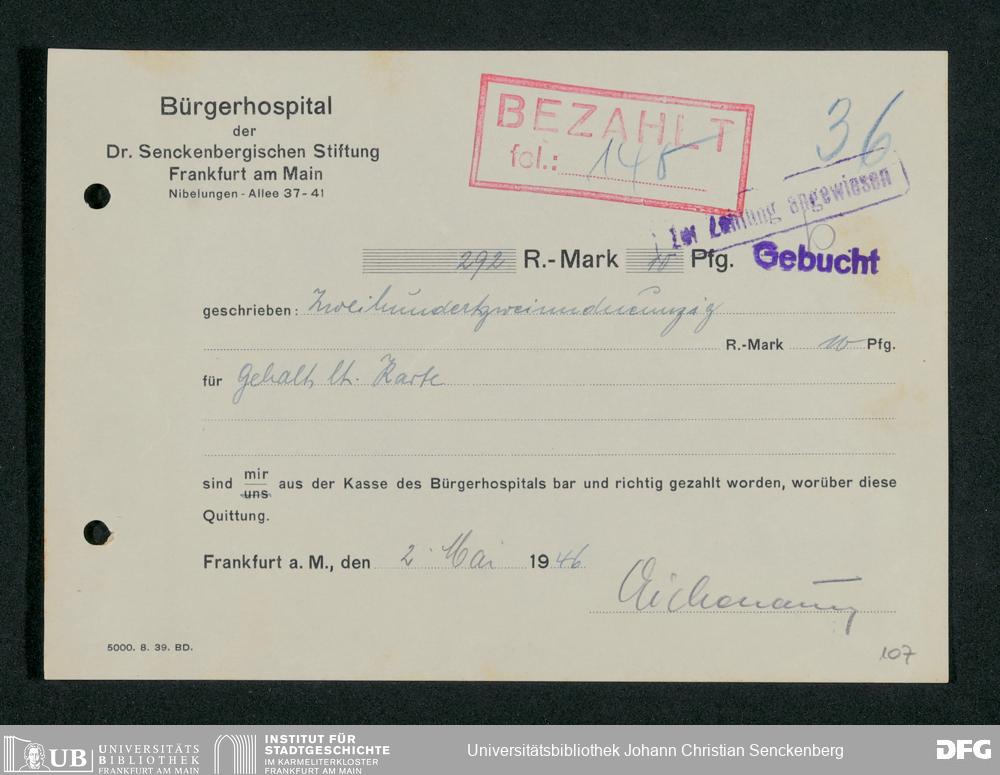 Bürgerhospital
der
Dr. Senckenbergischen Stiftung
Frankfurt am Main
Nibelungen-Allee 37-41
BEZAHLT
fol.: 148
36
Zur Zahlung angewiesen
Gebucht
292 R.-Mark 10 Pfg.
geschrieben: Zweihundertzweiundneunzig
R.-Mark 10 Pfg.
für Gehalt lt. Karte
sind mir
uns aus der Kasse des Bürgerhospitals bar und richtig gezahlt worden, worüber diese
Quittung.
Frankfurt a. M., den 2. Mai 1946
5000. 8. 39. BD.
107
UB UNIVERSITÄTS
BIBLIOTHEK
FRANKFURT AM MAIN
INSTITUT FÜR
STADTGESCHICHTE
IM KARMELITERKLOSTER
FRANKFURT AM MAIN
Universitätsbibliothek Johann Christian Senckenberg
DFG